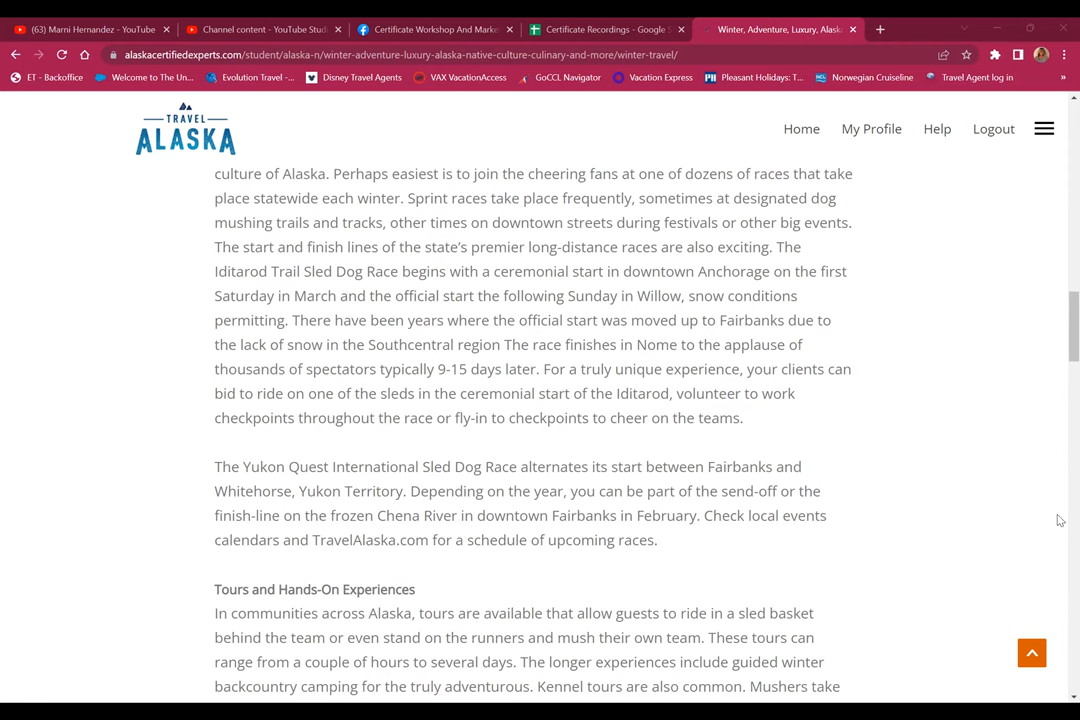 (63) Marni Hernandez - YouTube
Channel content - YouTube Studi
Certificate Workshop And Marke
Certificate Recordings - Google S
Winter, Adventure, Luxury, Alaska
alaskacertifiedexperts.com/student/alaska-n/winter-adventure-luxury-alaska-native-culture-culinary-and-more/winter-travel/
ET - Backoffice
Welcome to The Un...
Evolution Travel -...
Disney Travel Agents
VAX VacationAccess
GoCCL Navigator
Vacation Express
Pleasant Holidays: T...
Norwegian Cruiseline
Travel Agent log in
TRAVEL
ALASKA
Home
My Profile
Help
Logout
culture of Alaska. Perhaps easiest is to join the cheering fans at one of dozens of races that take
place statewide each winter. Sprint races take place frequently, sometimes at designated dog
mushing trails and tracks, other times on downtown streets during festivals or other big events.
The start and finish lines of the state's premier long-distance races are also exciting. The
Iditarod Trail Sled Dog Race begins with a ceremonial start in downtown Anchorage on the first
Saturday in March and the official start the following Sunday in Willow, snow conditions
permitting. There have been years where the official start was moved up to Fairbanks due to
the lack of snow in the Southcentral region The race finishes in Nome to the applause of
thousands of spectators typically 9-15 days later. For a truly unique experience, your clients can
bid to ride on one of the sleds in the ceremonial start of the Iditarod, volunteer to work
checkpoints throughout the race or fly-in to checkpoints to cheer on the teams.
The Yukon Quest International Sled Dog Race alternates its start between Fairbanks and
Whitehorse, Yukon Territory. Depending on the year, you can be part of the send-off or the
finish-line on the frozen Chena River in downtown Fairbanks in February. Check local events
calendars and TravelAlaska.com for a schedule of upcoming races.
Tours and Hands-On Experiences
In communities across Alaska, tours are available that allow guests to ride in a sled basket
behind the team or even stand on the runners and mush their own team. These tours can
range from a couple of hours to several days. The longer experiences include guided winter
backcountry camping for the truly adventurous. Kennel tours are also common. Mushers take